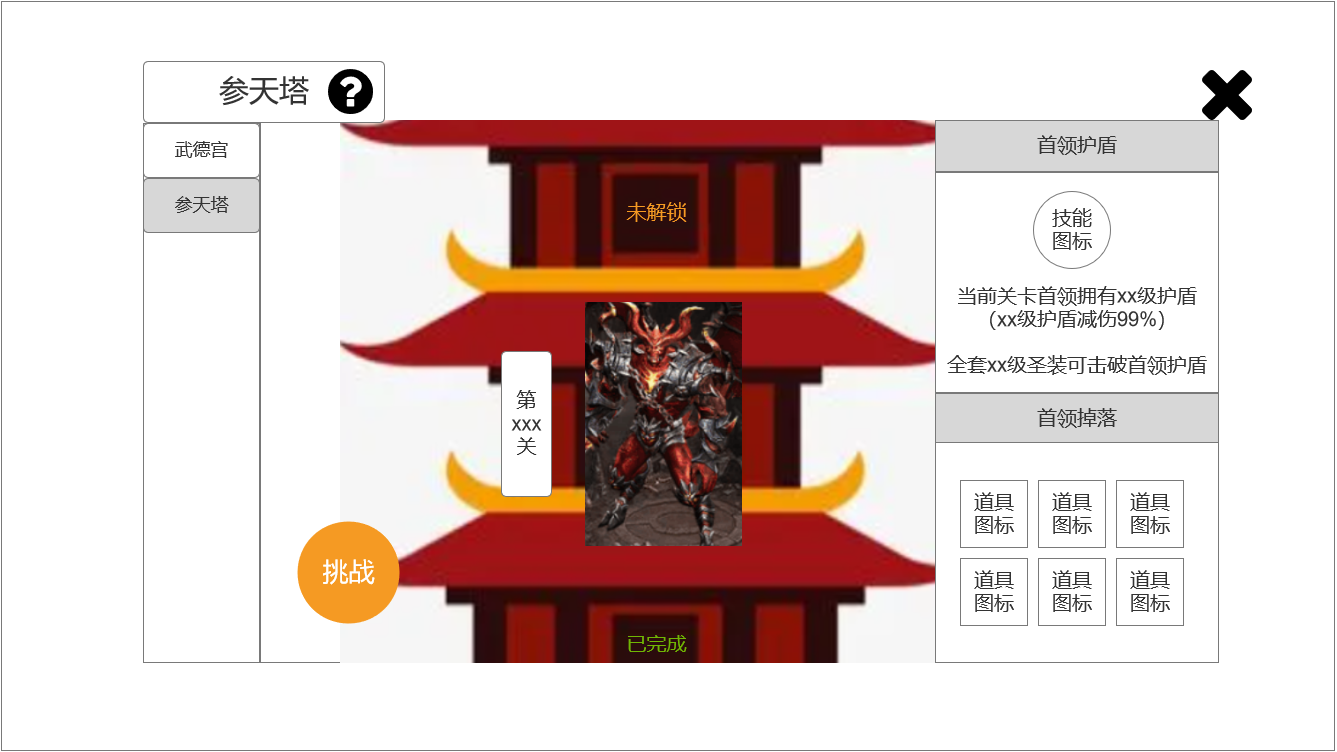 参天塔
?
武德宫
参天塔
未解锁
第
xxx
关
挑战
已完成
首领护盾
技能
图标
当前关卡首领拥有xx级护盾
（xx级护盾减伤99%）
全套xx级圣装可击破首领护盾
首领掉落
道具
图标
道具
图标
道具
图标
道具
图标
道具
图标
道具
图标